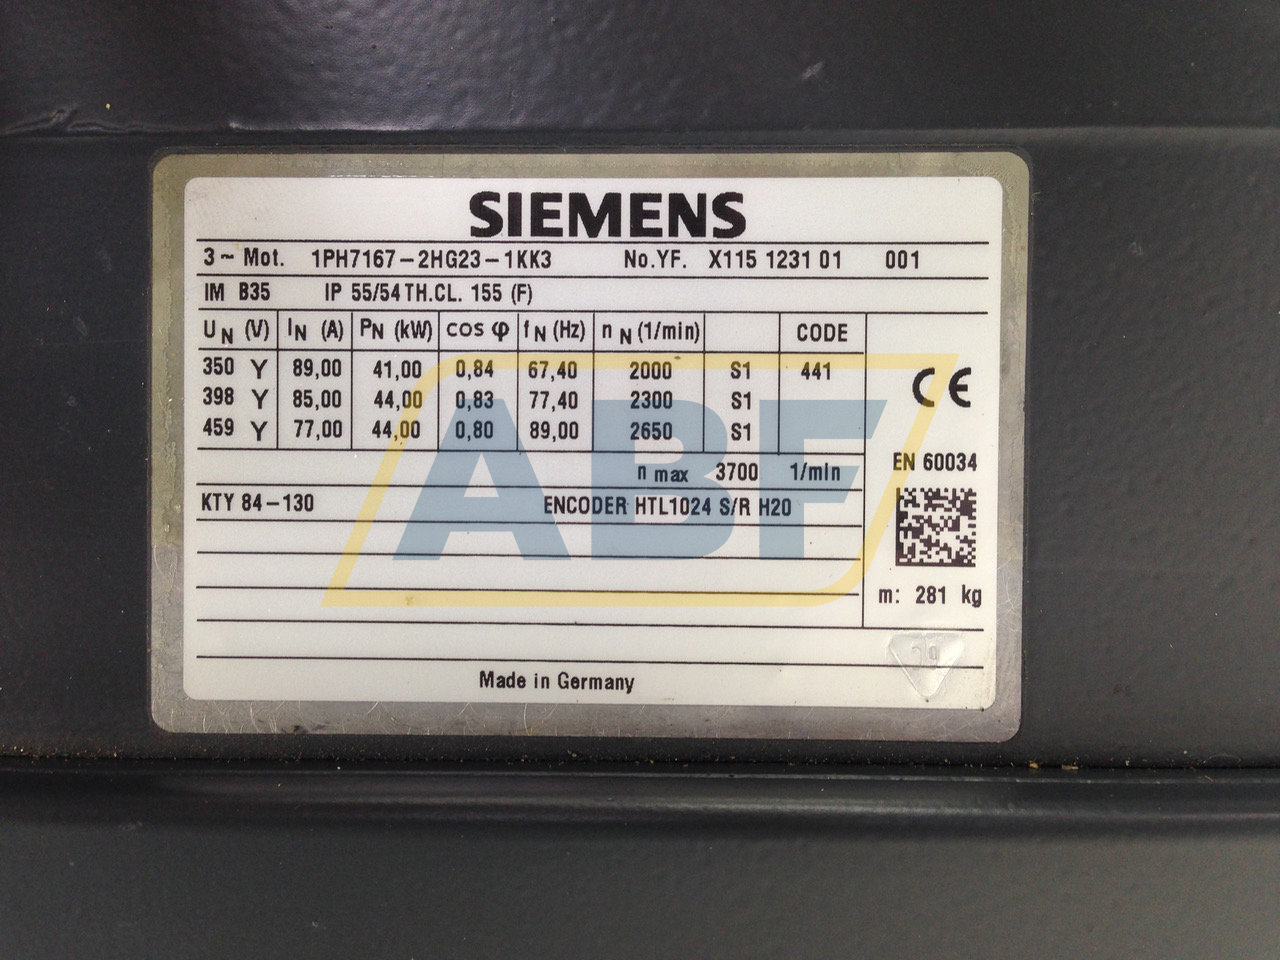 SIEMENS
3~ Mot. 1PH7167-2HG23-1KK3 No.YF. X115 1231 01 001
IM B35 IP 55/54 TH.CL. 155 (F)
UN (V) IN (A) PN (kW) cos φ fN (Hz) nN (1/min) CODE
350 Y 89,00 41,00 0,84 67,40 2000 S1 441
398 Y 85,00 44,00 0,83 77,40 2300 S1
459 Y 77,00 44,00 0,80 89,00 2650 S1
CE
n max 3700 1/min
EN 60034
KTY 84-130 ENCODER HTL1024 S/R H20
m: 281 kg
Made in Germany
ABF